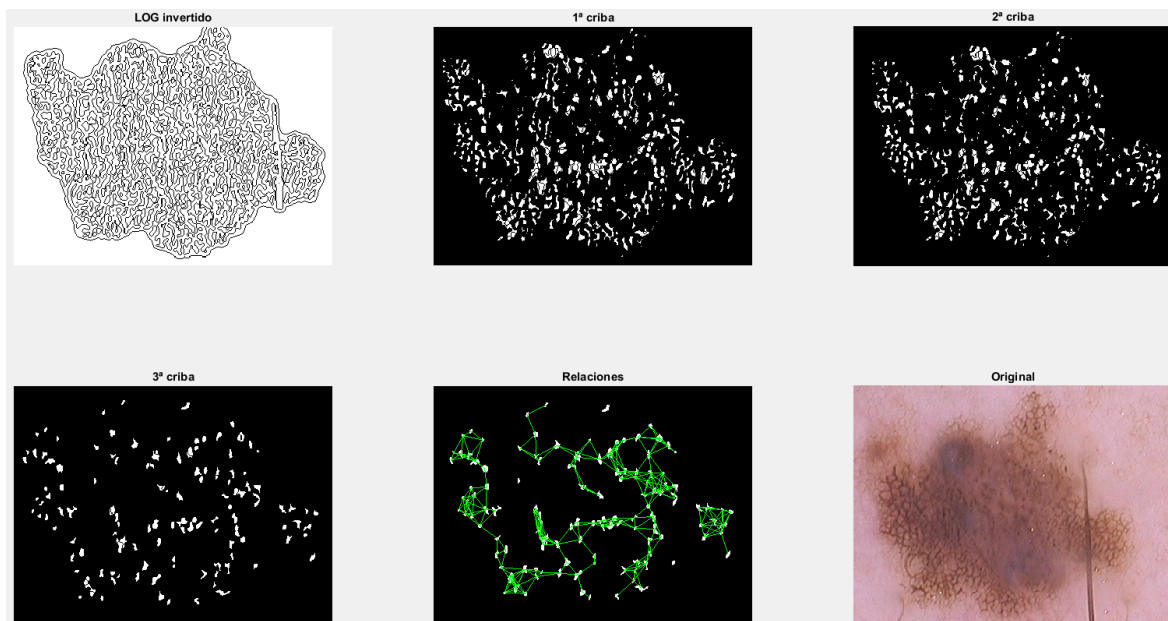 LOG invertido
1ª criba
2ª criba
3ª criba
Relaciones
Original